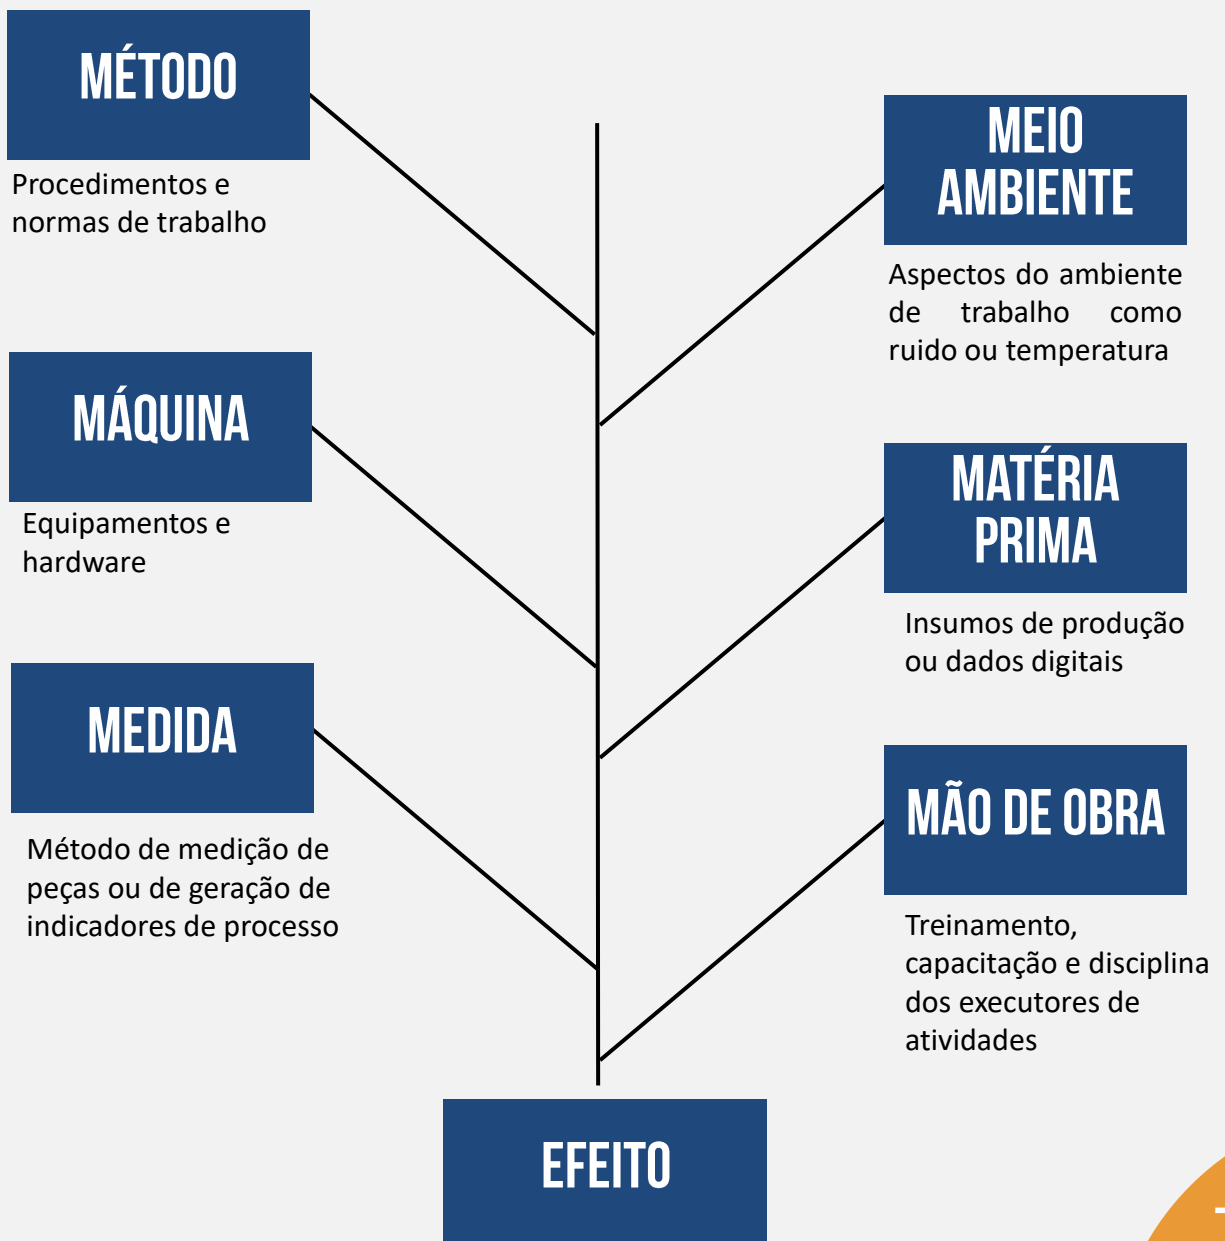 MÉTODO
Procedimentos e
normas de trabalho
MEIO
AMBIENTE
Aspectos do ambiente
de trabalho como
ruido ou temperatura
MÁQUINA
Equipamentos e
hardware
MATÉRIA
PRIMA
Insumos de produção
ou dados digitais
MEDIDA
Método de medição de
peças ou de geração de
indicadores de processo
MÃO DE OBRA
Treinamento,
capacitação e disciplina
dos executores de
atividades
EFEITO